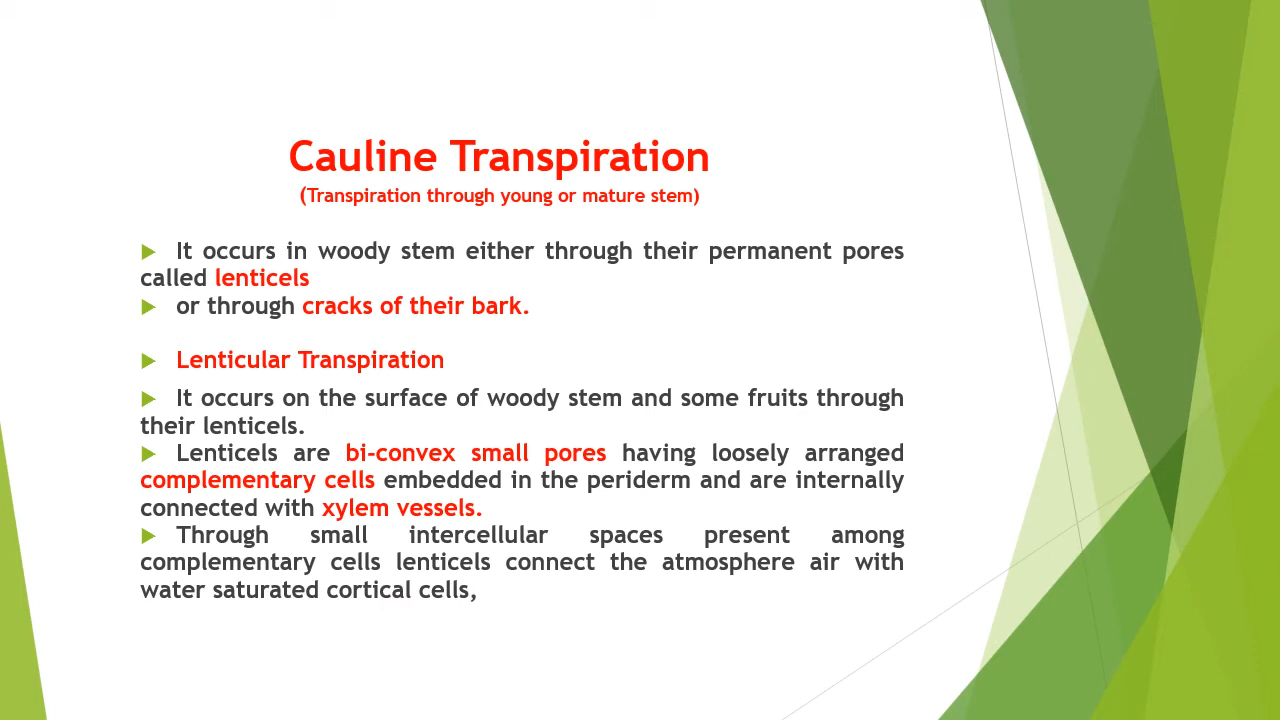 Cauline Transpiration
(Transpiration through young or mature stem)
It occurs in woody stem either through their permanent pores
called lenticels
or through cracks of their bark.
Lenticular Transpiration
It occurs on the surface of woody stem and some fruits through
their lenticels.
Lenticels are bi-convex small pores having loosely arranged
complementary cells embedded in the periderm and are internally
connected with xylem vessels.
Through small intercellular spaces present among
complementary cells lenticels connect the atmosphere air with
water saturated cortical cells,